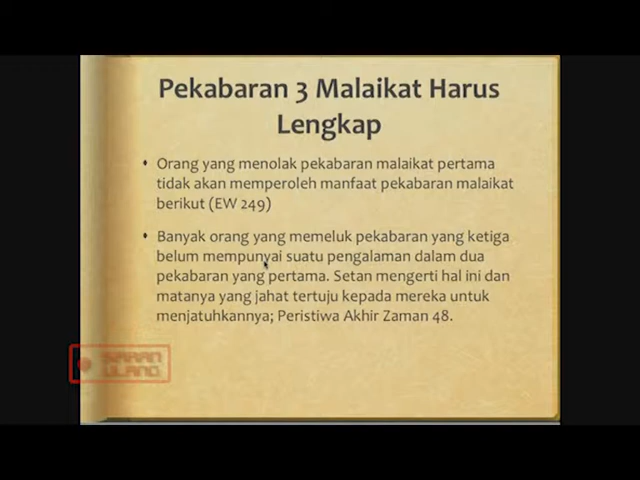 Pekabaran 3 Malaikat Harus
Lengkap
• Orang yang menolak pekabaran malaikat pertama
tidak akan memperoleh manfaat pekabaran malaikat
berikut (EW 249)
• Banyak orang yang memeluk pekabaran yang ketiga
belum mempunyai suatu pengalaman dalam dua
pekabaran yang pertama. Setan mengerti hal ini dan
matanya yang jahat tertuju kepada mereka untuk
menjatuhkannya; Peristiwa Akhir Zaman 48.
SIARAN
ULANG